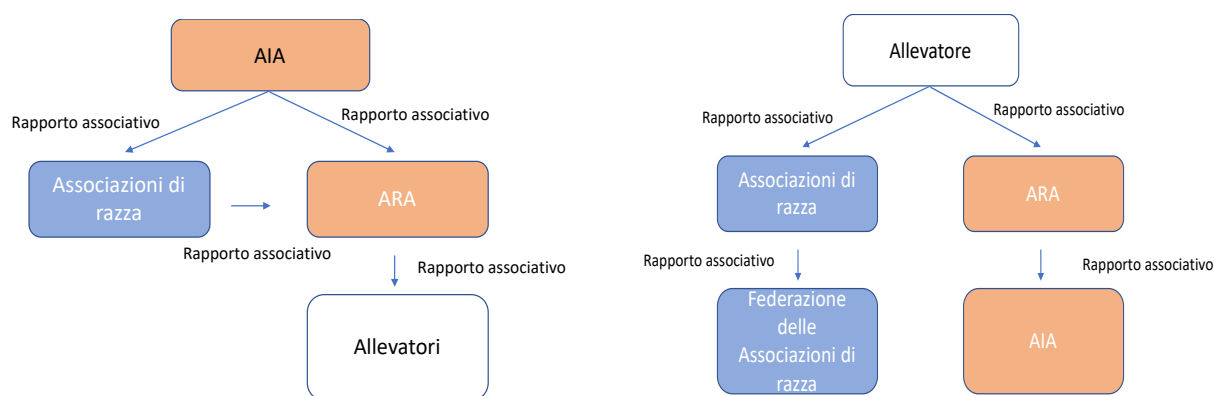 AIA
Rapporto associativo
Rapporto associativo
Associazioni di
razza
ARA
Rapporto associativo
Rapporto associativo
Allevatori
Allevatore
Rapporto associativo
Rapporto associativo
Associazioni di
razza
ARA
Rapporto associativo
Rapporto associativo
Federazione
delle
Associazioni di
razza
AIA